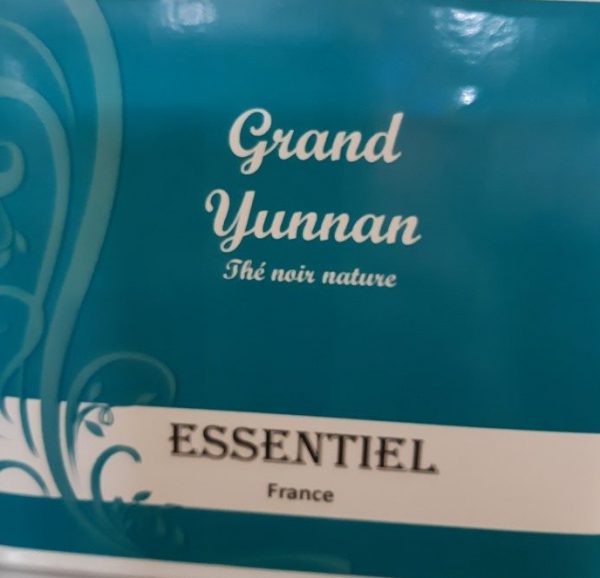 Grand
Yunnan
Thé noir nature
ESSENTIEL
France